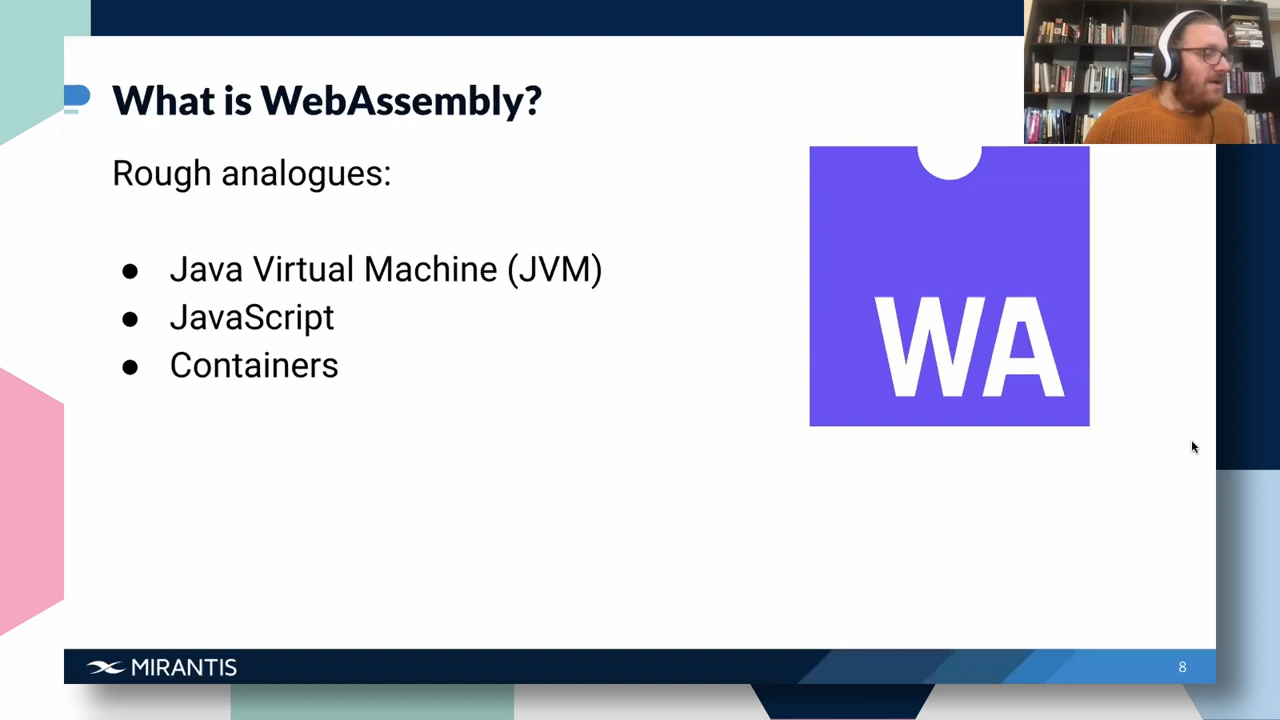 What is WebAssembly?
Rough analogues:
● Java Virtual Machine (JVM)
● JavaScript
● Containers
WA
MIRANTIS
8